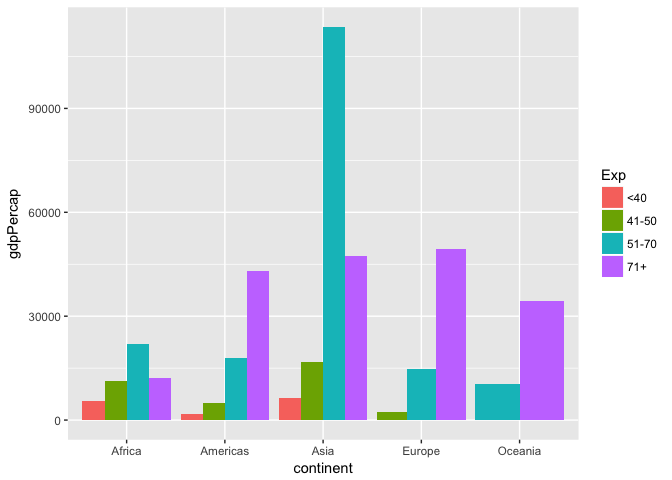 90000
60000
30000
0
gdpPercap
Africa
Americas
Asia
Europe
Oceania
continent
Exp
<40
41-50
51-70
71+